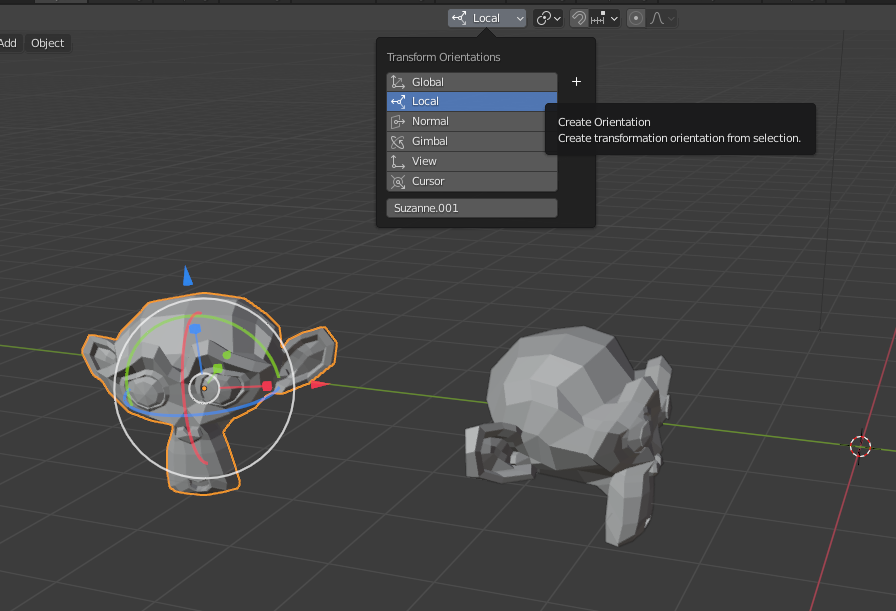 Local
Add
Object
Transform Orientations
Global
Local
Normal
Gimbal
View
Cursor
Suzanne.001
Create Orientation
Create transformation orientation from selection.